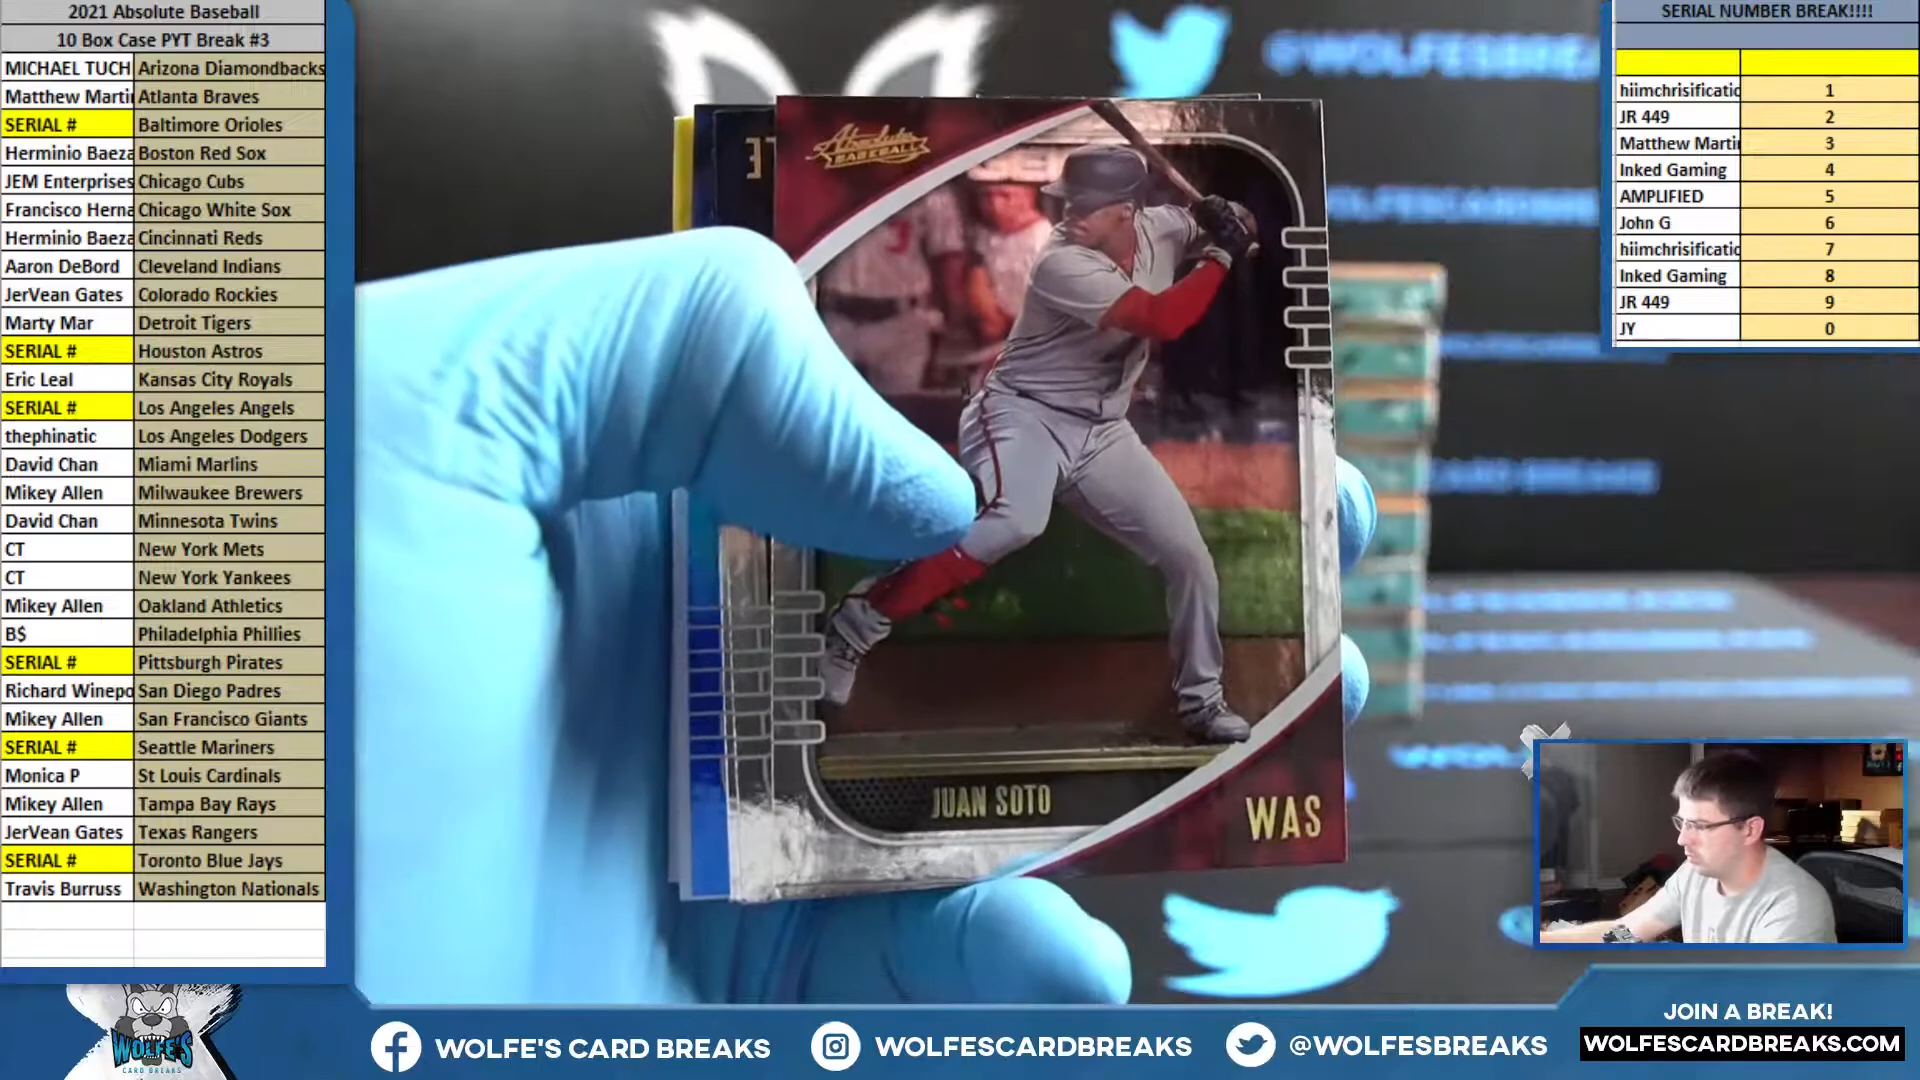 2021 Absolute Baseball
10 Box Case PYT Break #3
MICHAEL TUCH Arizona Diamondbacks
Matthew Marti Atlanta Braves
SERIAL # Baltimore Orioles
Herminio Baeza Boston Red Sox
JEM Enterprises Chicago Cubs
Francisco Herna Chicago White Sox
Herminio Baeza Cincinnati Reds
Aaron DeBord Cleveland Indians
JerVean Gates Colorado Rockies
Marty Mar Detroit Tigers
SERIAL # Houston Astros
Eric Leal Kansas City Royals
SERIAL # Los Angeles Angels
thephinatic Los Angeles Dodgers
David Chan Miami Marlins
Mikey Allen Milwaukee Brewers
David Chan Minnesota Twins
CT New York Mets
CT New York Yankees
Mikey Allen Oakland Athletics
B$ Philadelphia Phillies
SERIAL # Pittsburgh Pirates
Richard Winepo San Diego Padres
Mikey Allen San Francisco Giants
SERIAL # Seattle Mariners
Monica P St Louis Cardinals
Mikey Allen Tampa Bay Rays
JerVean Gates Texas Rangers
SERIAL # Toronto Blue Jays
Travis Burruss Washington Nationals
@WOLFESBREA
Absolute
BASEBALL
JUAN SOTO
WAS
CARD BREAKS
SERIAL NUMBER BREAK!!!!
hiimchrisificatio 1
JR 449 2
Matthew Marti 3
Inked Gaming 4
AMPLIFIED 5
John G 6
hiimchrisificatio 7
Inked Gaming 8
JR 449 9
JY 0
WOLFE'S
CARD BREAKS
WOLFE'S CARD BREAKS
WOLFESCARDBREAKS
@WOLFESBREAKS
JOIN A BREAK!
WOLFESCARDBREAKS.COM